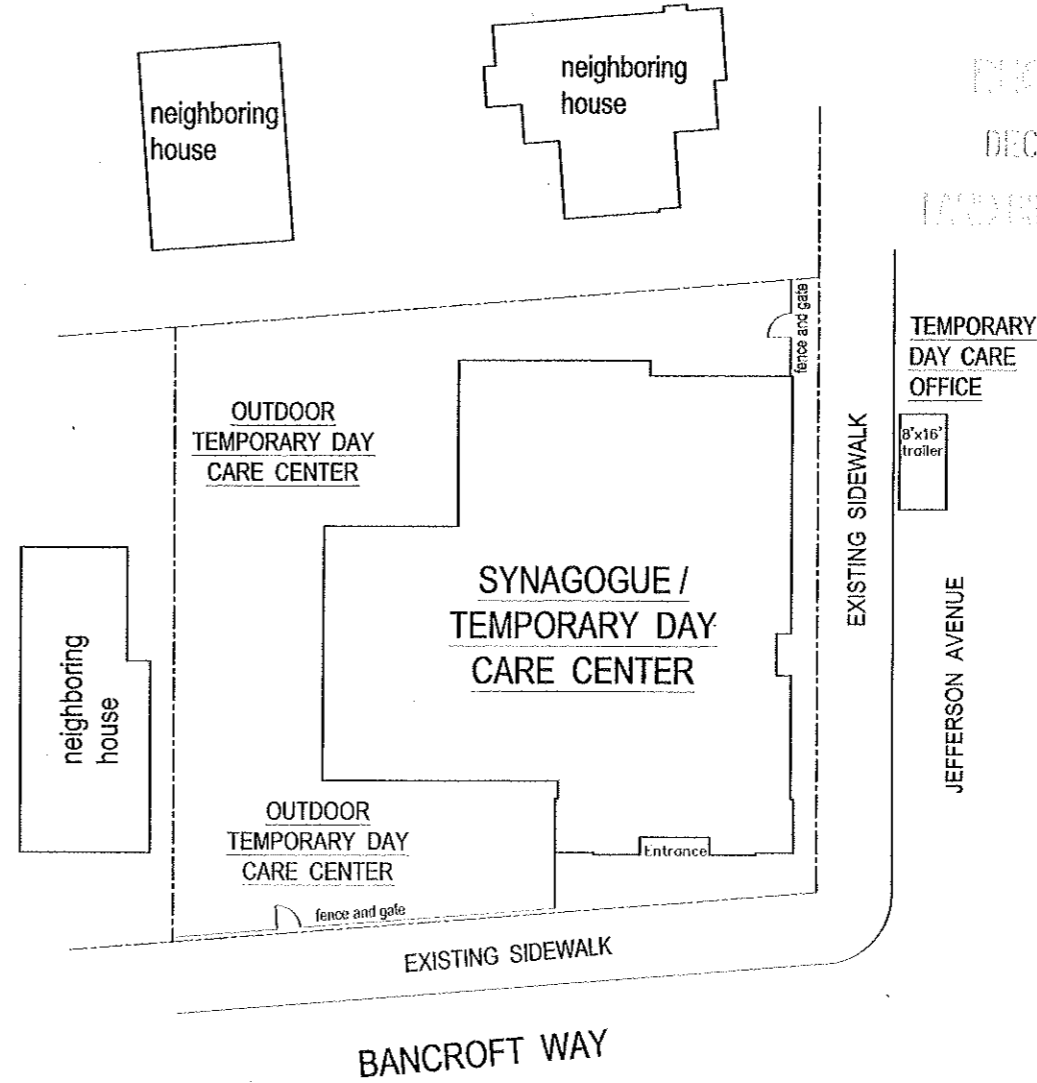 neighboring
house
neighboring
house
DEC
fence and gate
TEMPORARY
DAY CARE
OFFICE
8'x16'
trailer
OUTDOOR
TEMPORARY DAY
CARE CENTER
EXISTING SIDEWALK
SYNAGOGUE /
TEMPORARY DAY
CARE CENTER
JEFFERSON AVENUE
neighboring
house
OUTDOOR
TEMPORARY DAY
CARE CENTER
Entrance
fence and gate
EXISTING SIDEWALK
BANCROFT WAY